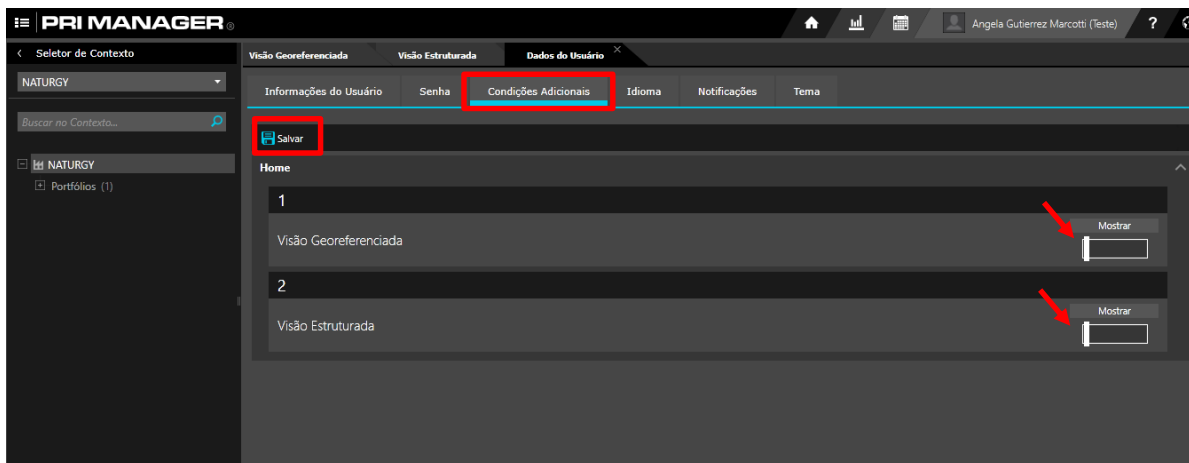 PRI MANAGER®
Angela Gutierrez Marcotti (Teste)
?
Seletor de Contexto
Visão Georeferenciada
Visão Estruturada
Dados do Usuário
NATURGY
Informações do Usuário
Senha
Condições Adicionais
Idioma
Notificações
Tema
Buscar no Contexto...
Salvar
NATURGY
Portfólios (1)
Home
1
Visão Georeferenciada
Mostrar
2
Visão Estruturada
Mostrar